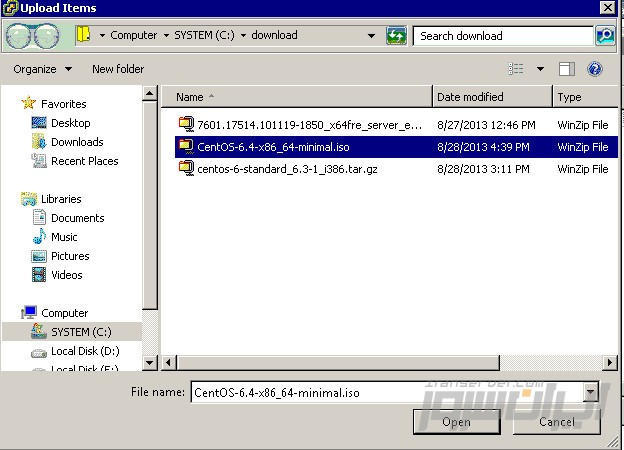 Upload Items
Computer SYSTEM (C:) download
Search download
Organize New folder
Name Date modified Type
Favorites
Desktop
Downloads
Recent Places
Libraries
Documents
Music
Pictures
Videos
Computer
SYSTEM (C:)
Local Disk (D:)
Local Disk (E:)
7601.17514.101119-1850_x64fre_server_e... 8/27/2013 12:46 PM WinZip File
CentOS-6.4-x86_64-minimal.iso 8/28/2013 4:39 PM WinZip File
centos-6-standard_6.3-1_i386.tar.gz 8/28/2013 3:11 PM WinZip File
File name: CentOS-6.4-x86_64-minimal.iso
Open Cancel
iranserver.com
ایران سرور